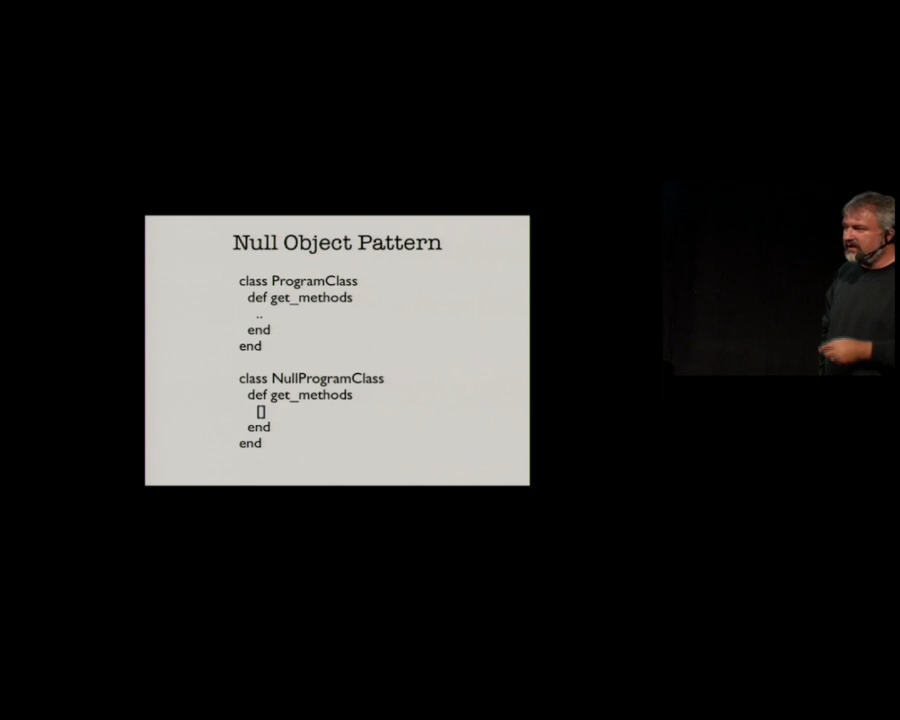 Null Object Pattern
class ProgramClass
def get_methods
..
end
end
class NullProgramClass
def get_methods
[]
end
end